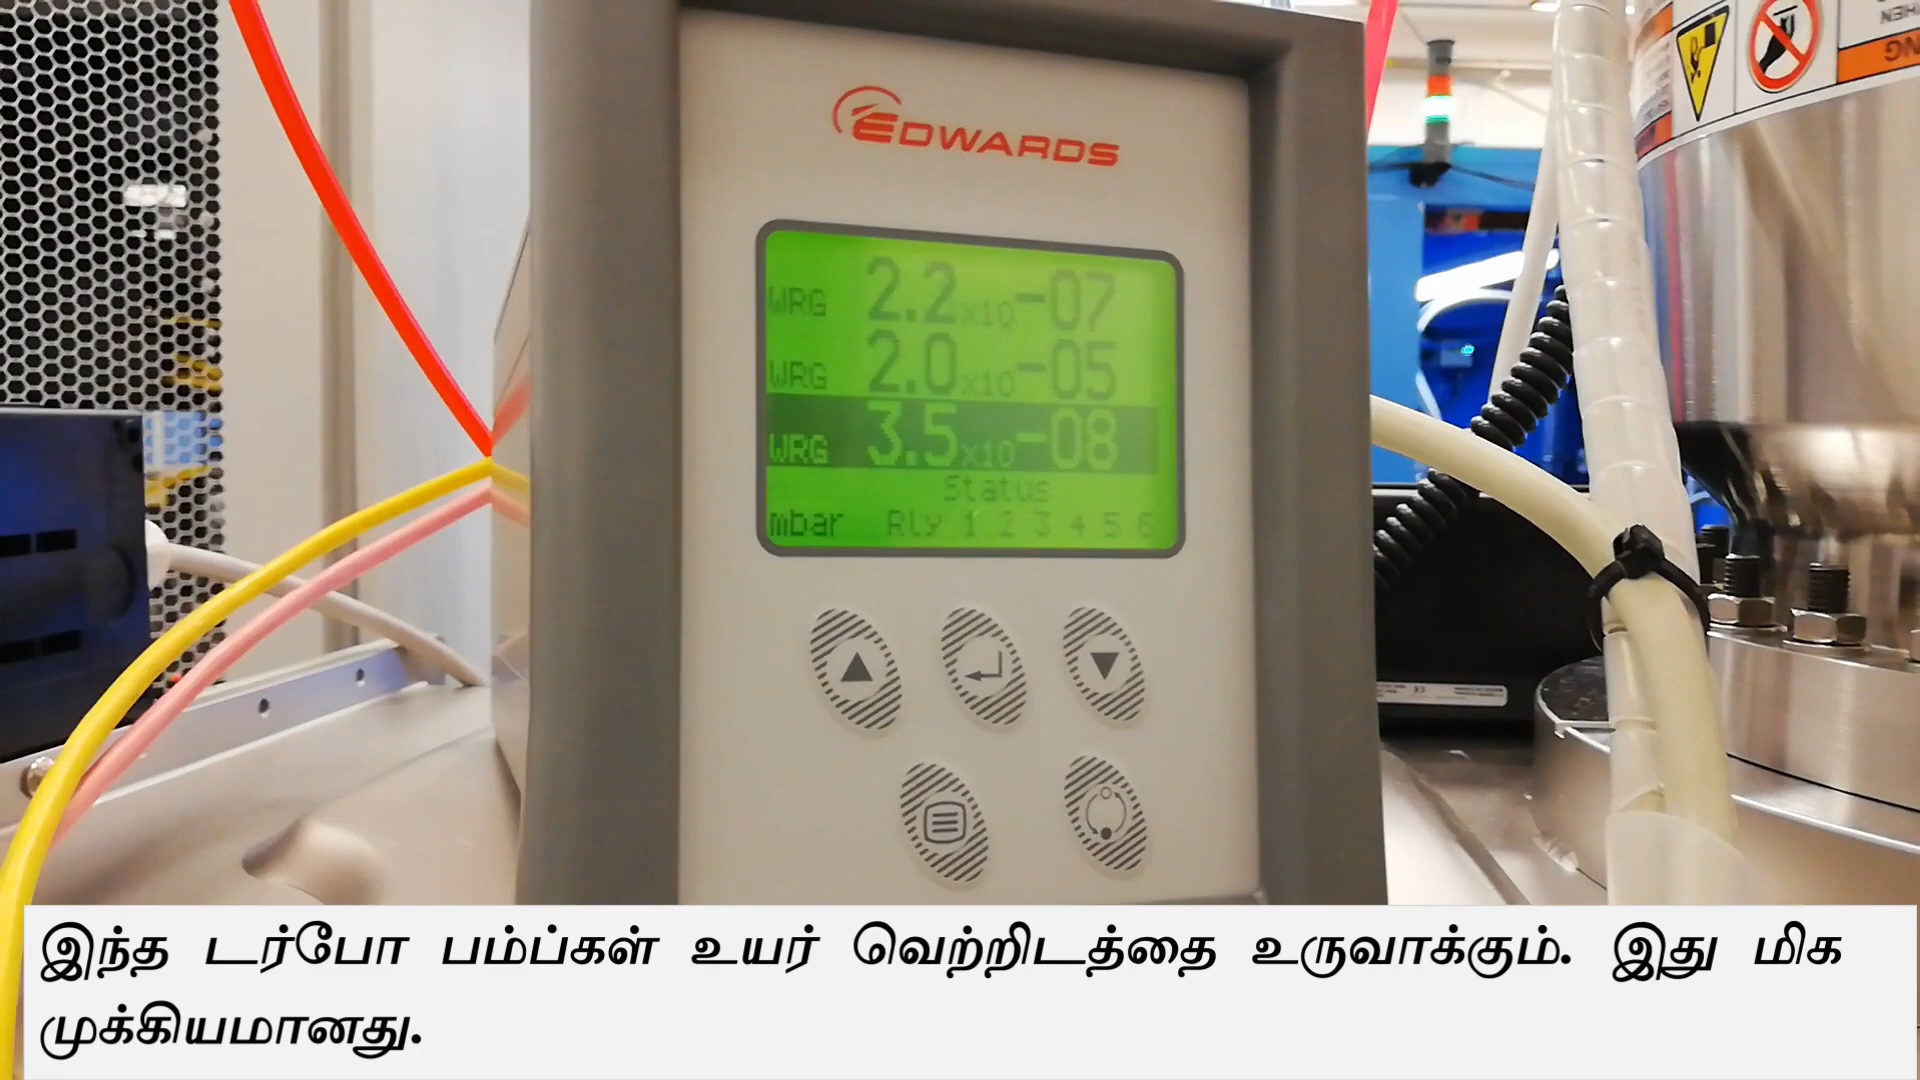 EDWARDS
WRG 2.2x10-07
WRG 2.0x10-05
WRG 3.5x10-08
Status
mbar Rly 1 2 3 4 5 6
இந்த டர்போ பம்ப்கள் உயர் வெற்றிடத்தை உருவாக்கும். இது மிக
முக்கியமானது.